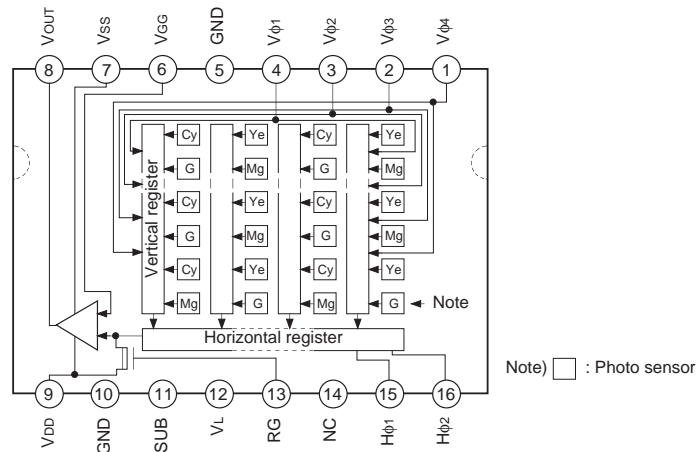 VOUT VSS VGG GND Vϕ1 Vϕ2 Vϕ3 Vϕ4
8 7 6 5 4 3 2 1
Cy Ye Cy Ye
G Mg G Mg
Cy Ye Cy Ye
G Mg G Mg
Cy Ye Cy Ye
Mg G Mg G
Vertical register
Note
Horizontal register
Note) : Photo sensor
9 10 11 12 13 14 15 16
VDD GND SUB VL RG NC Hϕ1 Hϕ2